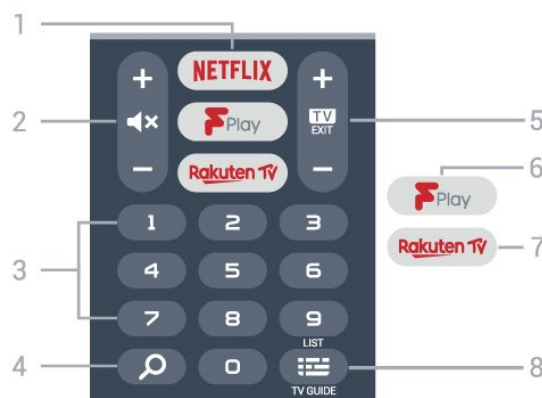 1
NETFLIX
+ +
2
F Play
TV
EXIT
5
6
- -
Rakuten TV
F Play
1 2 3
Rakuten TV
7
3
4 5 6
7 8 9
LIST
4
0
8
TV GUIDE